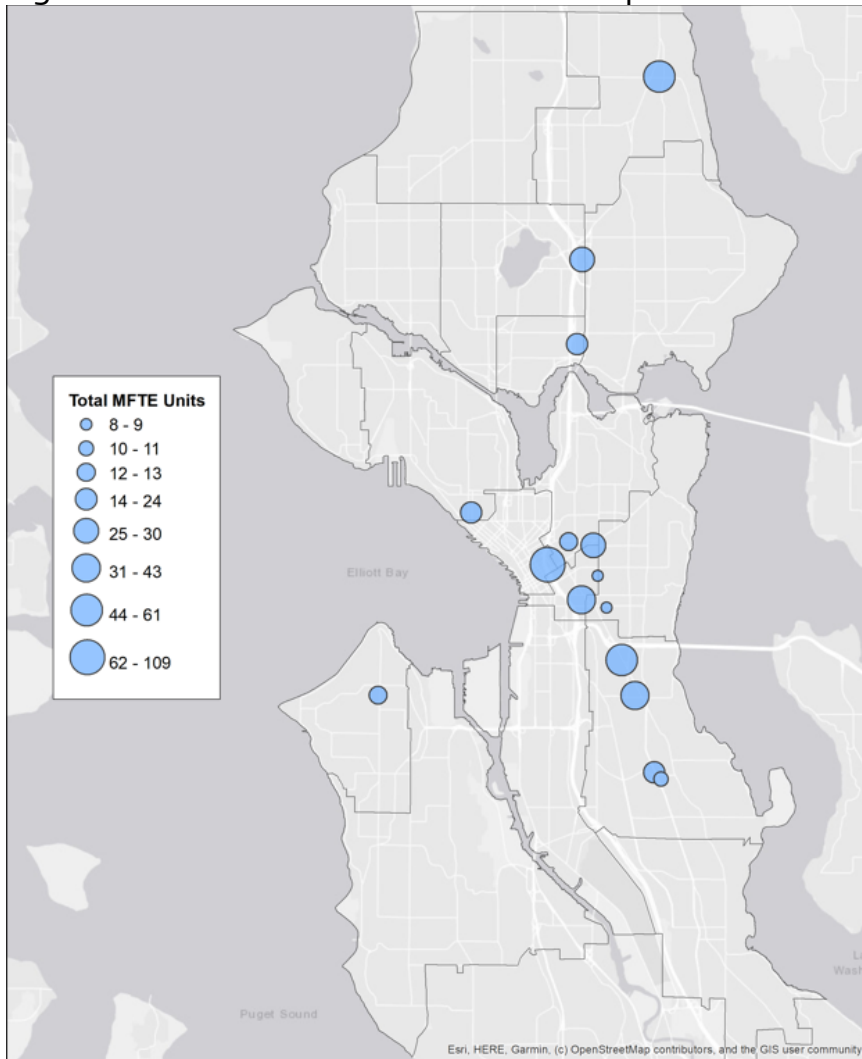 Total MFTE Units
8 - 9
10 - 11
12 - 13
14 - 24
25 - 30
31 - 43
44 - 61
62 - 109
Elliott Bay
Puget Sound
Esri, HERE, Garmin, (c) OpenStreetMap contributors, and the GIS user community